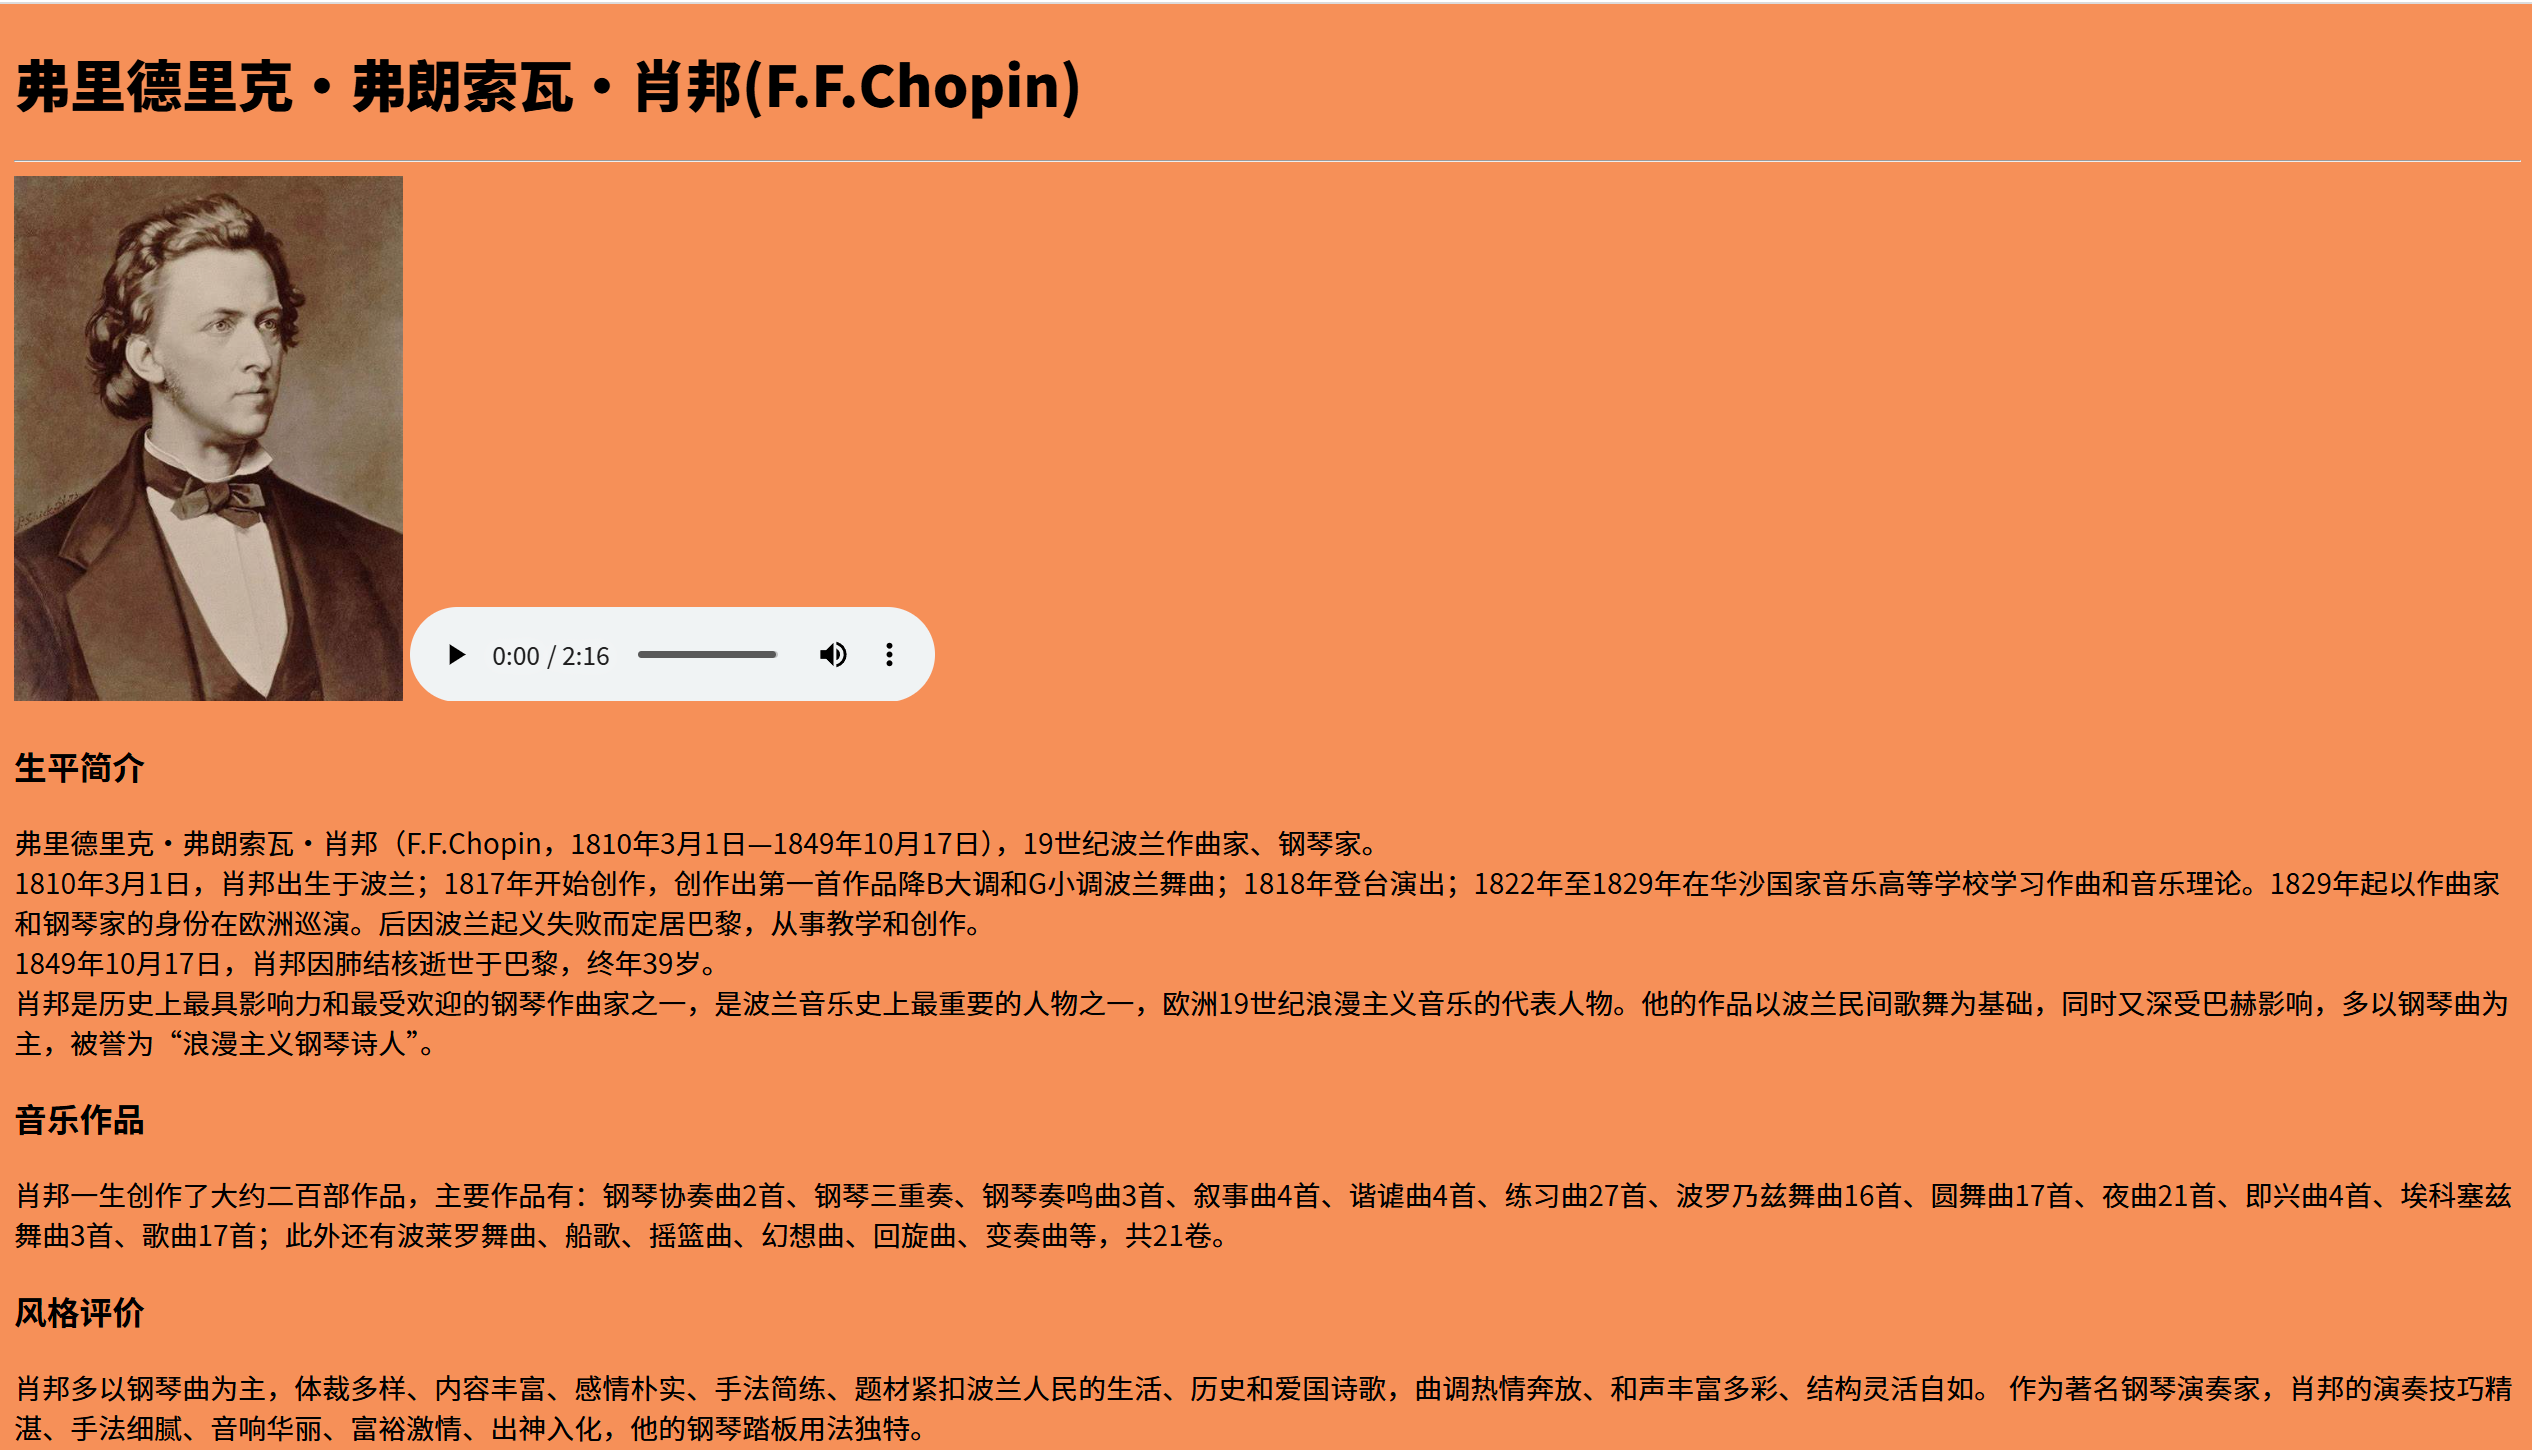 弗里德里克·弗朗索瓦·肖邦(F.F.Chopin)
0:00 / 2:16
生平简介
弗里德里克·弗朗索瓦·肖邦（F.F.Chopin，1810年3月1日—1849年10月17日），19世纪波兰作曲家、钢琴家。
1810年3月1日，肖邦出生于波兰；1817年开始创作，创作出第一首作品降B大调和G小调波兰舞曲；1818年登台演出；1822年至1829年在华沙国家音乐高等学校学习作曲和音乐理论。1829年起以作曲家
和钢琴家的身份在欧洲巡演。后因波兰起义失败而定居巴黎，从事教学和创作。
1849年10月17日，肖邦因肺结核逝世于巴黎，终年39岁。
肖邦是历史上最具影响力和最受欢迎的钢琴作曲家之一，是波兰音乐史上最重要的人物之一，欧洲19世纪浪漫主义音乐的代表人物。他的作品以波兰民间歌舞为基础，同时又深受巴赫影响，多以钢琴曲为
主，被誉为“浪漫主义钢琴诗人”。
音乐作品
肖邦一生创作了大约二百部作品，主要作品有：钢琴协奏曲2首、钢琴三重奏、钢琴奏鸣曲3首、叙事曲4首、谐谑曲4首、练习曲27首、波罗乃兹舞曲16首、圆舞曲17首、夜曲21首、即兴曲4首、埃科塞兹
舞曲3首、歌曲17首；此外还有波莱罗舞曲、船歌、摇篮曲、幻想曲、回旋曲、变奏曲等，共21卷。
风格评价
肖邦多以钢琴曲为主，体裁多样、内容丰富、感情朴实、手法简练、题材紧扣波兰人民的生活、历史和爱国诗歌，曲调热情奔放、和声丰富多彩、结构灵活自如。 作为著名钢琴演奏家，肖邦的演奏技巧精
湛、手法细腻、音响华丽、富裕激情、出神入化，他的钢琴踏板用法独特。